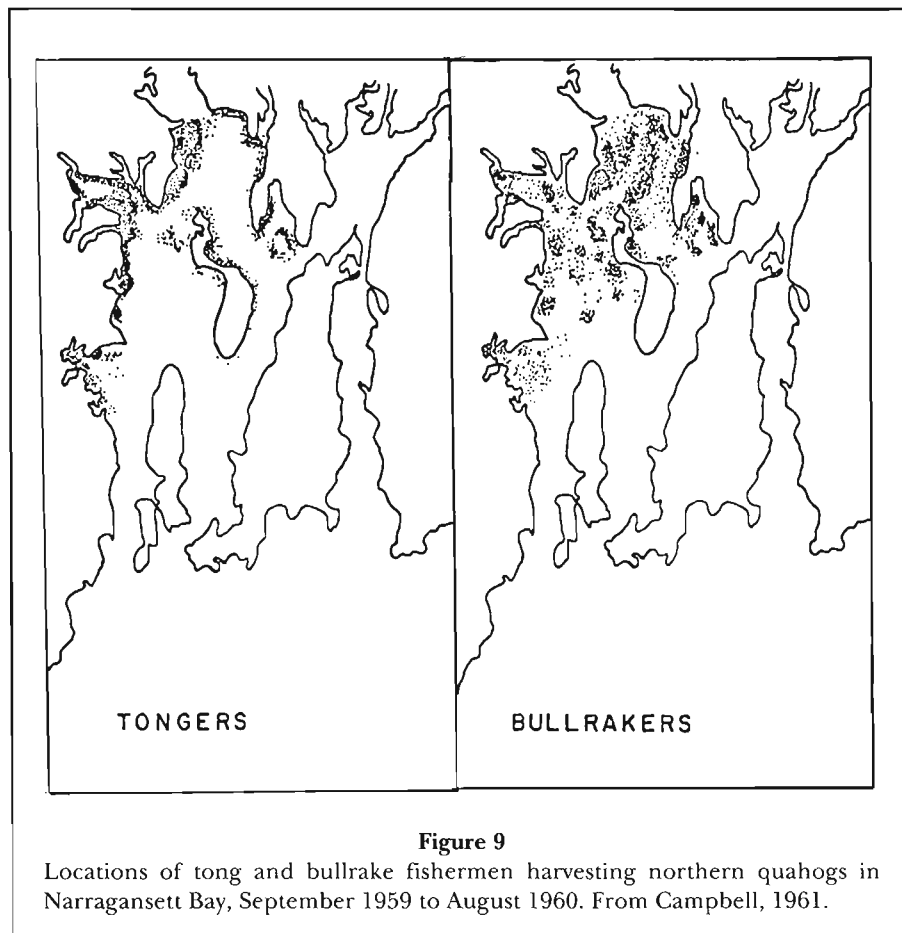 TONGERS
BULLRAKERS
Figure 9
Locations of tong and bullrake fishermen harvesting northern quahogs in
Narragansett Bay, September 1959 to August 1960. From Campbell, 1961.